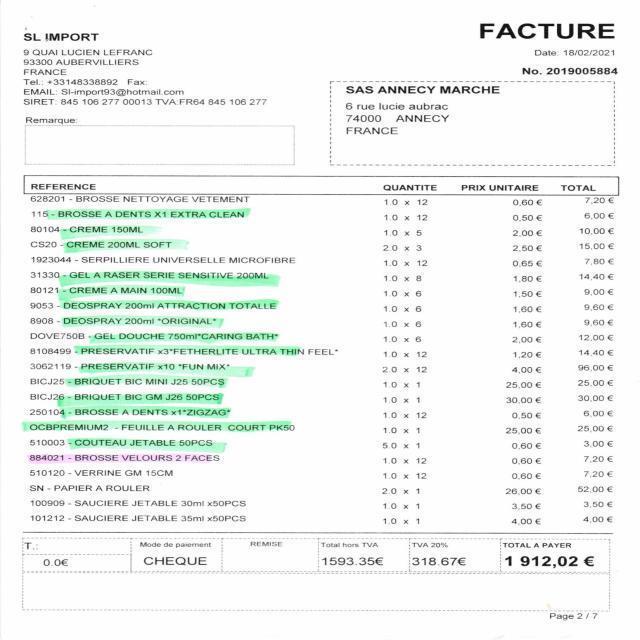 FACTURE
SL IMPORT
9 QUAI LUCIEN LEFRANC
93300 AUBERVILLIERS
FRANCE
Tel.: +33148338892 Fax:
EMAIL: Sl-import93@hotmail.com
SIRET: 845 106 277 00013 TVA:FR64 845 106 277
Date: 18/02/2021
No. 2019005884
Remarque:
SAS ANNECY MARCHE
6 rue lucie aubrac
74000 ANNECY
FRANCE
REFERENCE QUANTITE PRIX UNITAIRE TOTAL
628201 - BROSSE NETTOYAGE VETEMENT 1.0 x 12 0,60 € 7,20 €
115 - BROSSE A DENTS X1 EXTRA CLEAN 1.0 x 12 0,50 € 6,00 €
80104 - CREME 150ML 1.0 x 5 2,00 € 10,00 €
CS20 - CREME 200ML SOFT 2.0 x 3 2,50 € 15,00 €
1923044 - SERPILLIERE UNIVERSELLE MICROFIBRE 1.0 x 12 0,65 € 7,80 €
31330 - GEL A RASER SERIE SENSITIVE 200ML 1.0 x 8 1,80 € 14,40 €
80121 - CREME A MAIN 100ML 1.0 x 6 1,50 € 9,00 €
9053 - DEOSPRAY 200ml ATTRACTION TOTALLE 1.0 x 6 1,60 € 9,60 €
8908 - DEOSPRAY 200ml *ORIGINAL* 1.0 x 6 1,60 € 9,60 €
DOVE750B - GEL DOUCHE 750ml*CARING BATH* 1.0 x 6 2,00 € 12,00 €
8108499 - PRESERVATIF x3*FETHERLITE ULTRA THIN FEEL* 1.0 x 12 1,20 € 14,40 €
3062119 - PRESERVATIF x10 *FUN MIX* 2.0 x 12 4,00 € 96,00 €
BICJ25 - BRIQUET BIC MINI J25 50PCS 1.0 x 1 25,00 € 25,00 €
BICJ26 - BRIQUET BIC GM J26 50PCS 1.0 x 1 30,00 € 30,00 €
250104 - BROSSE A DENTS x1*ZIGZAG* 1.0 x 12 0,50 € 6,00 €
OCBPREMIUM2 - FEUILLE A ROULER COURT PK50 1.0 x 1 25,00 € 25,00 €
510003 - COUTEAU JETABLE 50PCS 5.0 x 1 0,60 € 3,00 €
884021 - BROSSE VELOURS 2 FACES 1.0 x 12 0,60 € 7,20 €
510120 - VERRINE GM 15CM 1.0 x 12 0,60 € 7,20 €
SN - PAPIER A ROULER 2.0 x 1 26,00 € 52,00 €
100909 - SAUCIERE JETABLE 30ml x50PCS 1.0 x 1 3,50 € 3,50 €
101212 - SAUCIERE JETABLE 35ml x50PCS 1.0 x 1 4,00 € 4,00 €
T.: Mode de paiement REMISE Total hors TVA TVA 20% TOTAL A PAYER
0.0€ CHEQUE 1593.35€ 318.67€ 1 912,02 €
Page 2 / 7